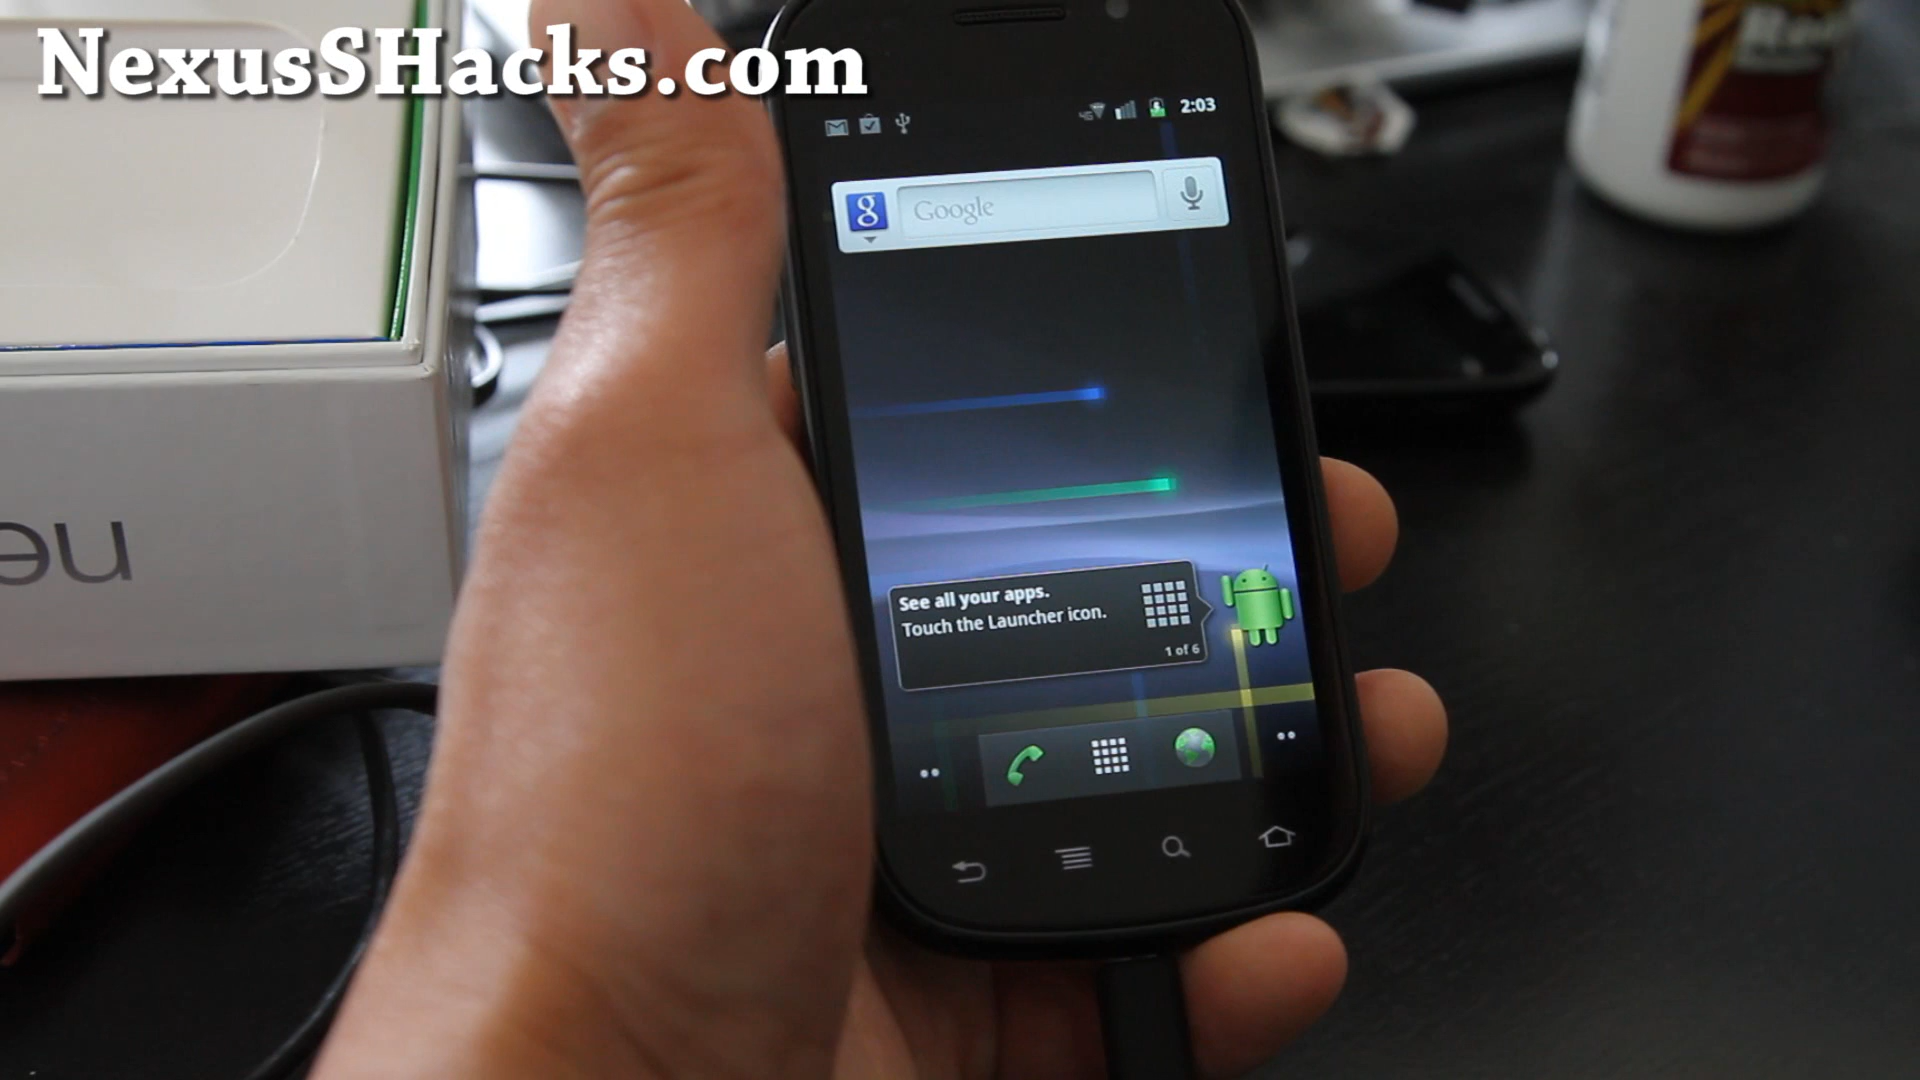 NexusSHacks.com
2:03
g Google
See all your apps.
Touch the Launcher icon.
1 of 6
ne